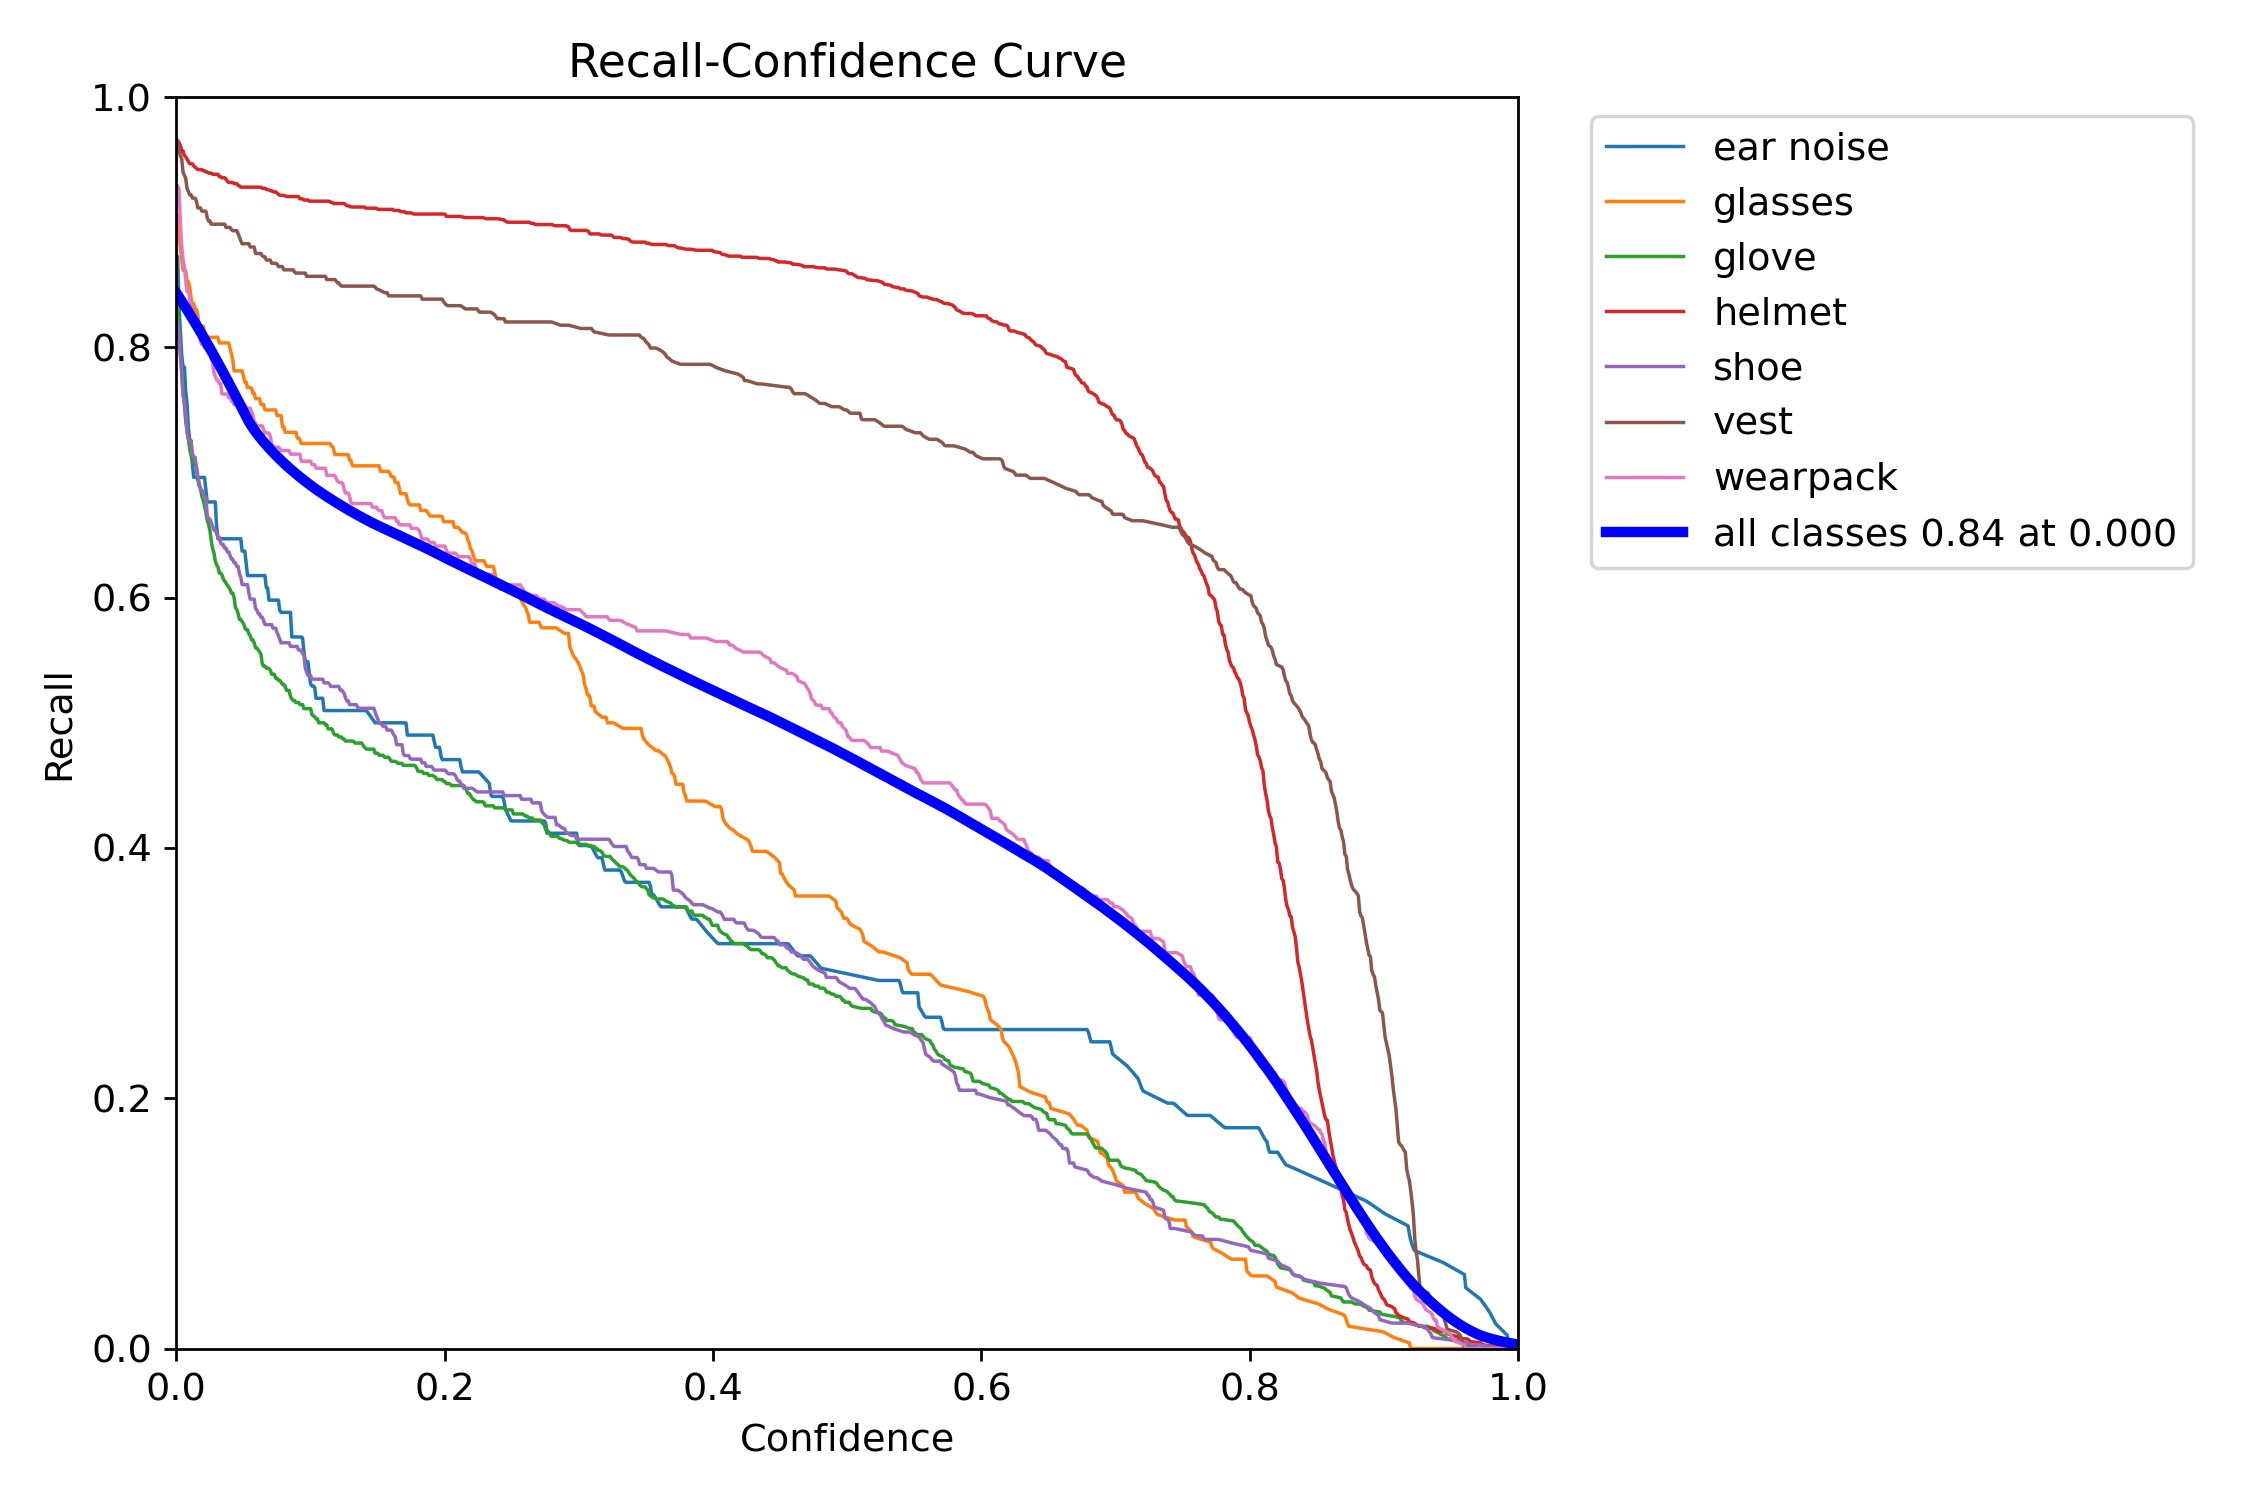 Recall-Confidence Curve
1.0
0.8
0.6
0.4
0.2
0.0
Recall
0.0 0.2 0.4 0.6 0.8 1.0
Confidence
ear noise
glasses
glove
helmet
shoe
vest
wearpack
all classes 0.84 at 0.000